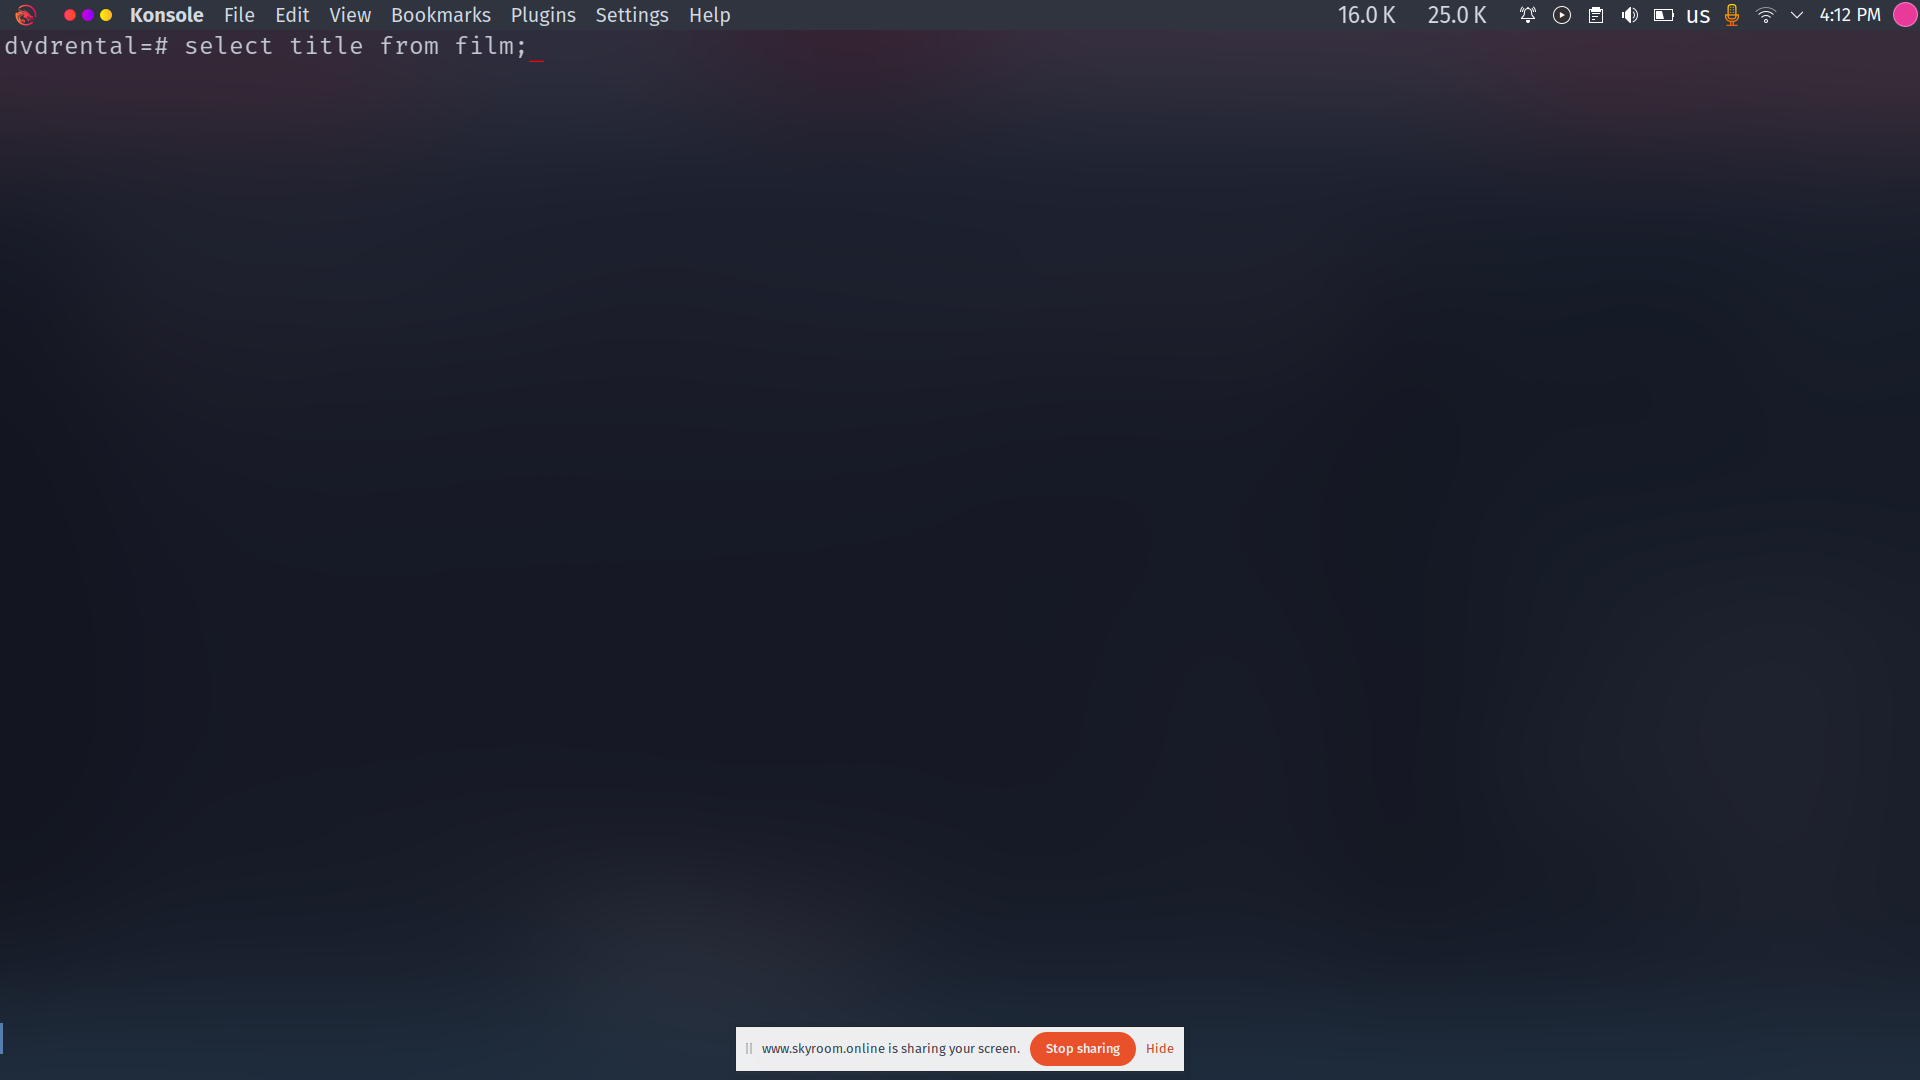 Konsole File Edit View Bookmarks Plugins Settings Help 16.0 K 25.0 K us 4:12 PM
dvdrental=# select title from film;
www.skyroom.online is sharing your screen. Stop sharing Hide